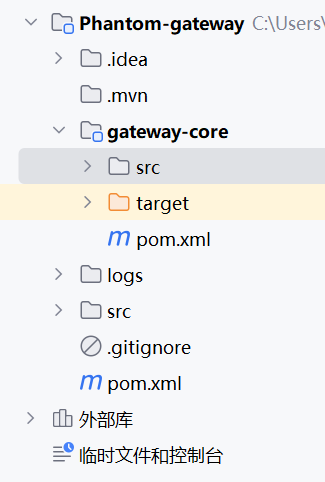 Phantom-gateway C:\Users\
.idea
.mvn
gateway-core
src
target
pom.xml
logs
src
.gitignore
pom.xml
外部库
临时文件和控制台